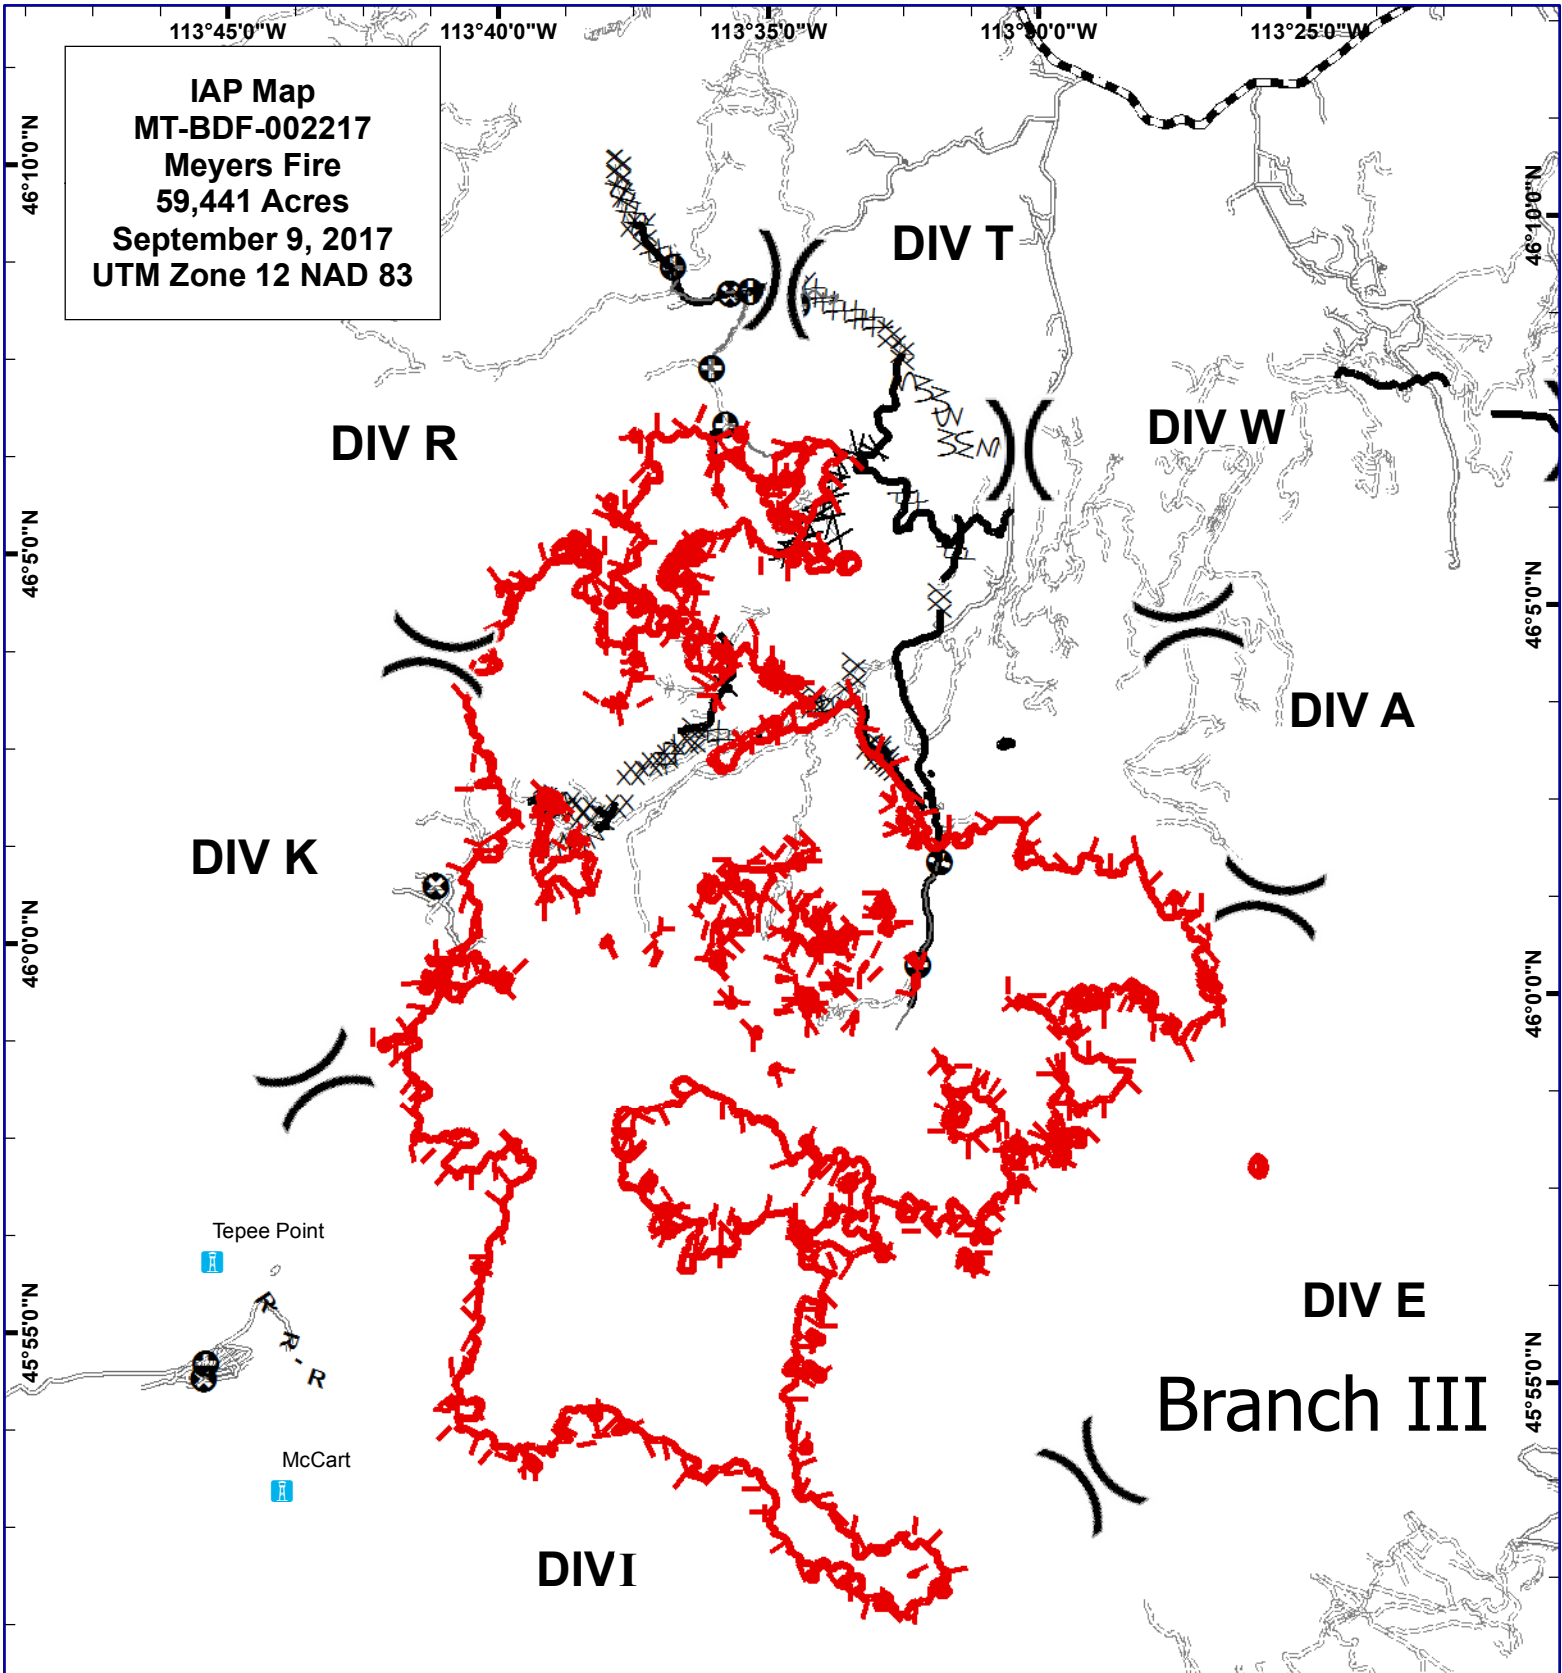 113°45'0"W
113°40'0"W
113°35'0"W
113°30'0"W
113°25'0"W
IAP Map
MT-BDF-002217
Meyers Fire
59,441 Acres
September 9, 2017
UTM Zone 12 NAD 83
46°10'0"N
46°10'0"N
DIV T
DIV R
DIV W
46°5'0"N
46°5'0"N
DIV A
DIV K
46°0'0"N
46°0'0"N
Tepee Point
R
R - R
DIV E
45°55'0"N
45°55'0"N
Branch III
McCart
DIVI